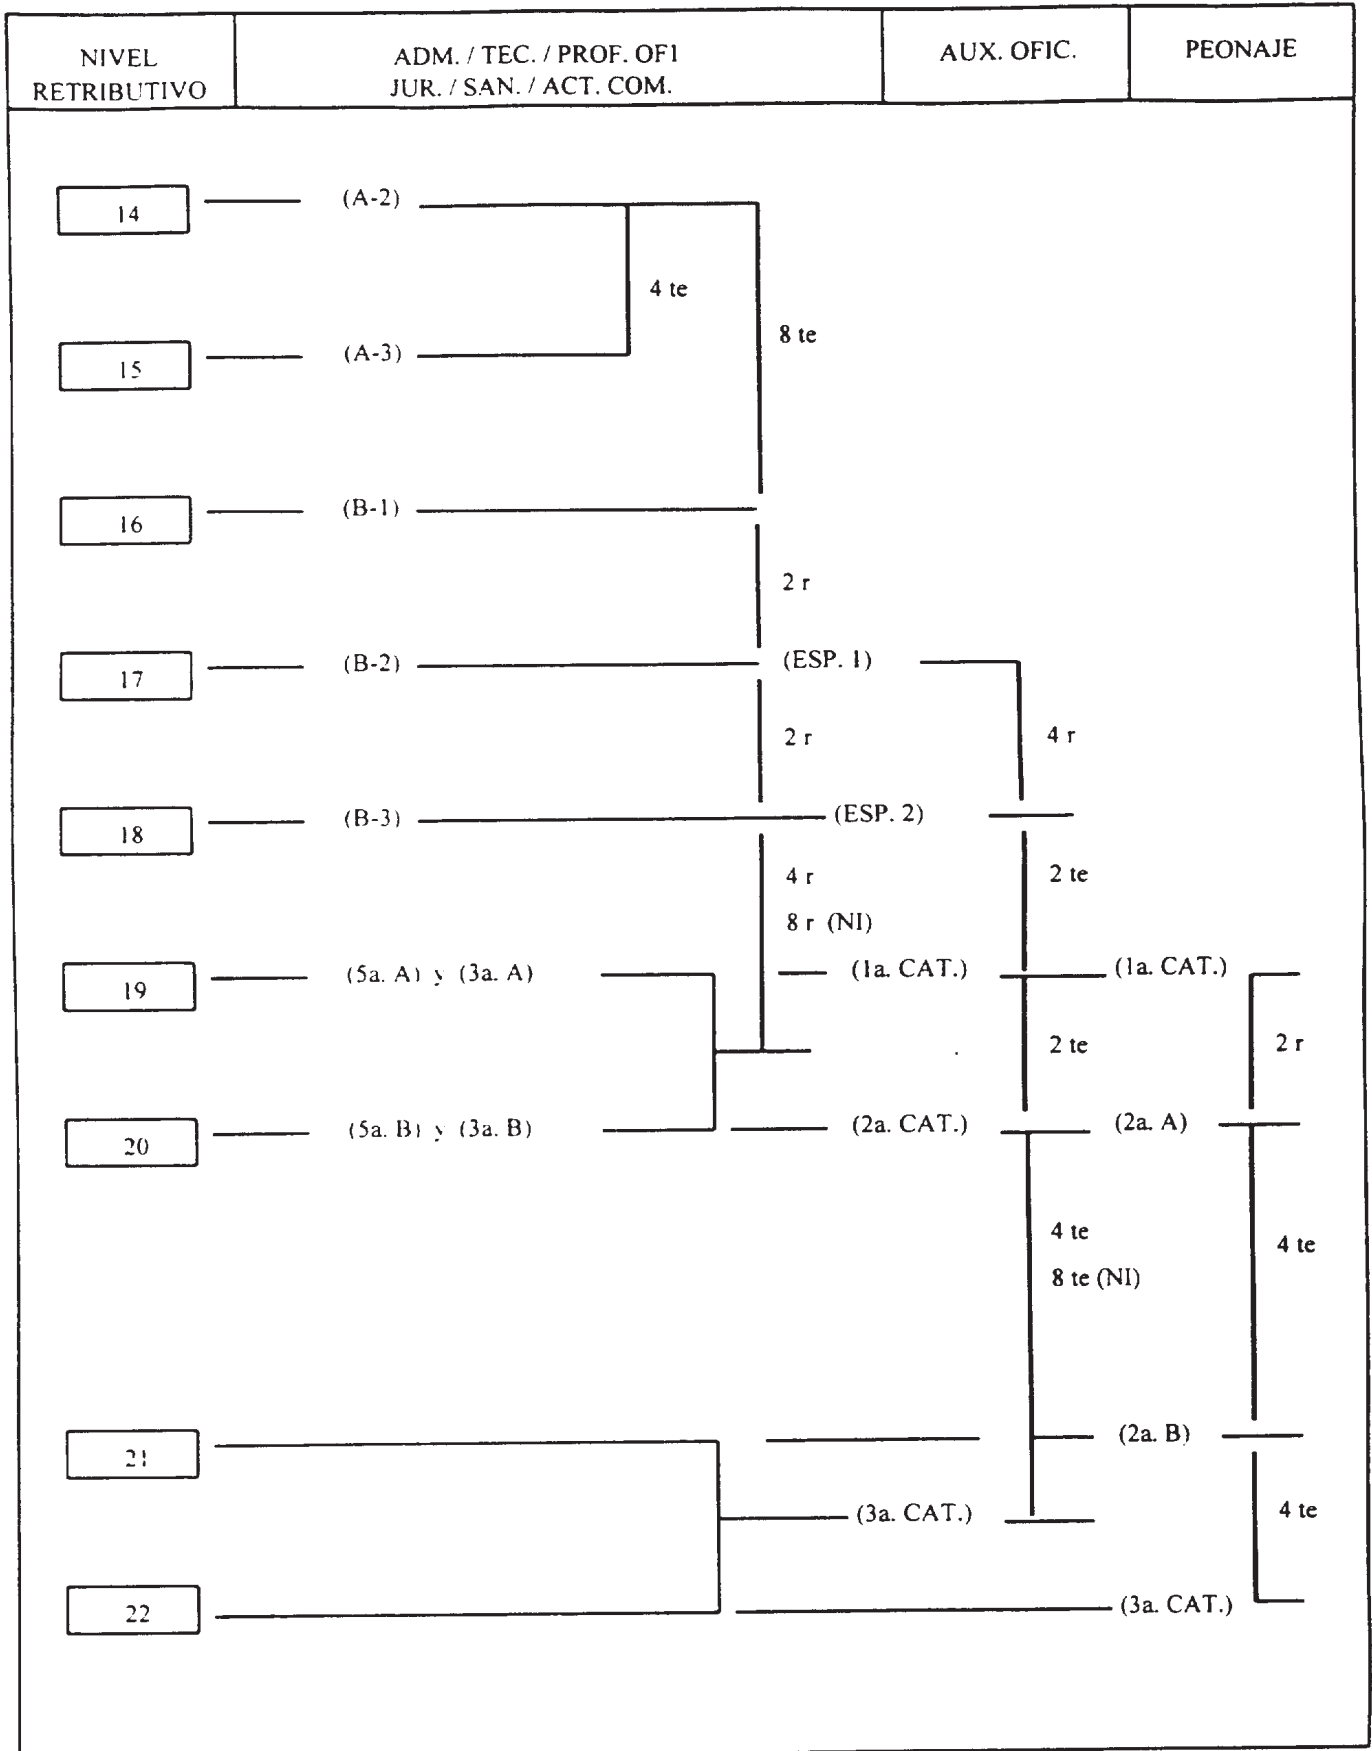 NIVEL
RETRIBUTIVO
ADM. / TEC. / PROF. OFI
JUR. / SAN. / ACT. COM.
AUX. OFIC.
PEONAJE
14 (A-2)
4 te
8 te
15 (A-3)
16 (B-1)
2 r
17 (B-2) (ESP. 1)
2 r 4 r
18 (B-3) (ESP. 2)
4 r 2 te
8 r (NI)
19 (5a. A) y (3a. A) (1a. CAT.) (1a. CAT.)
2 te 2 r
20 (5a. B) y (3a. B) (2a. CAT.) (2a. A)
4 te 4 te
8 te (NI)
21 (2a. B)
(3a. CAT.) 4 te
22 (3a. CAT.)